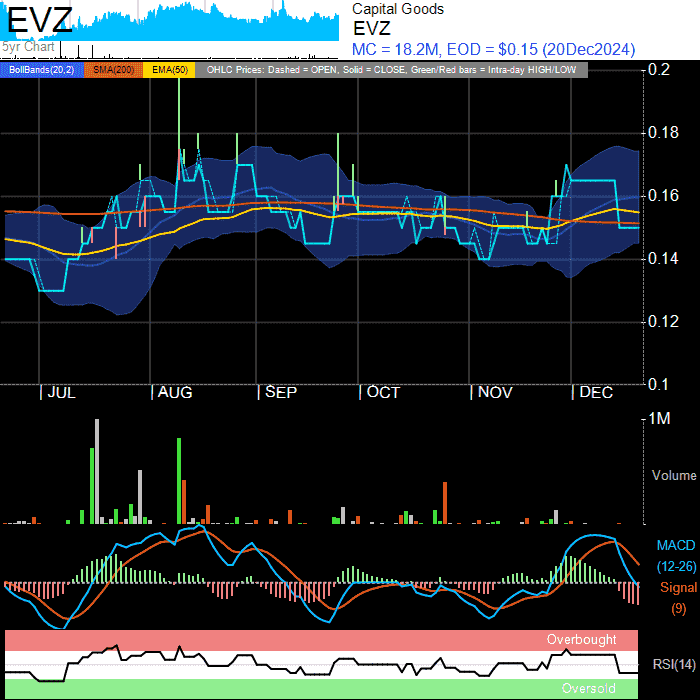 EVZ
5yr Chart
Capital Goods
EVZ
MC = 18.2M, EOD = $0.15 (20Dec2024)
BollBands(20,2) SMA(200) EMA(50) OHLC Prices: Dashed = OPEN, Solid = CLOSE, Green/Red bars = Intra-day HIGH/LOW
0.2
0.18
0.16
0.14
0.12
0.1
JUL AUG SEP OCT NOV DEC
1M
Volume
MACD
(12-26)
Signal
(9)
Overbought
RSI(14)
Oversold